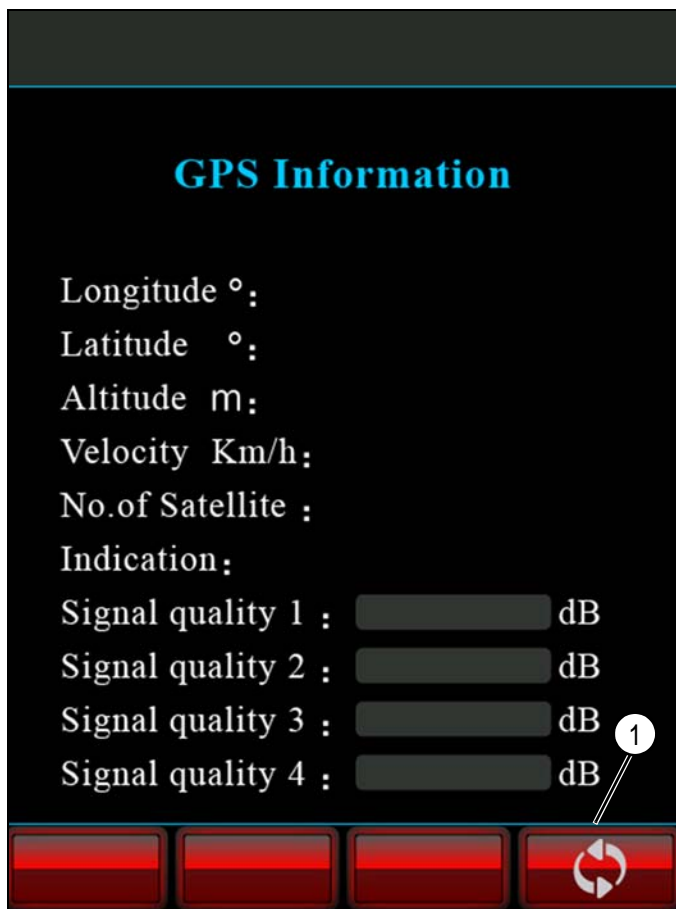 GPS Information
Longitude °:
Latitude °:
Altitude m:
Velocity Km/h:
No.of Satellite :
Indication:
Signal quality 1 : dB
Signal quality 2 : dB
Signal quality 3 : dB
Signal quality 4 : dB
1